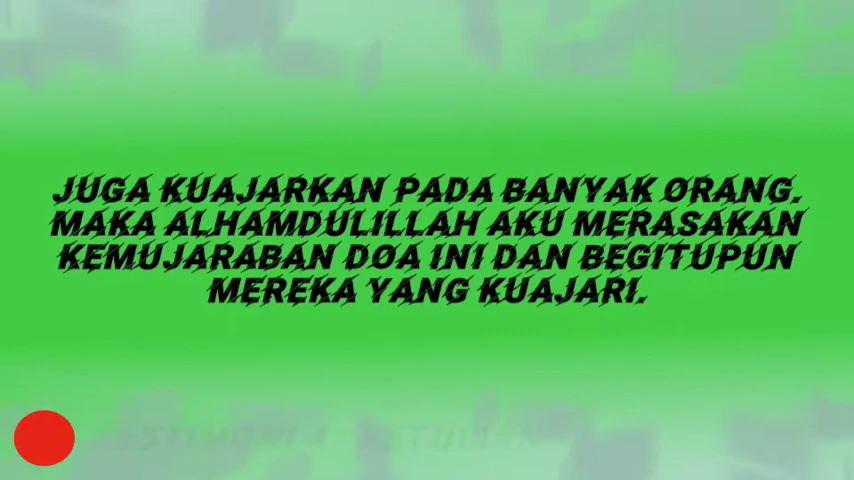 JUGA KUAJARKAN PADA BANYAK ORANG.
MAKA ALHAMDULILLAH AKU MERASAKAN
KEMUJARABAN DOA INI DAN BEGITUPUN
MEREKA YANG KUAJARI.